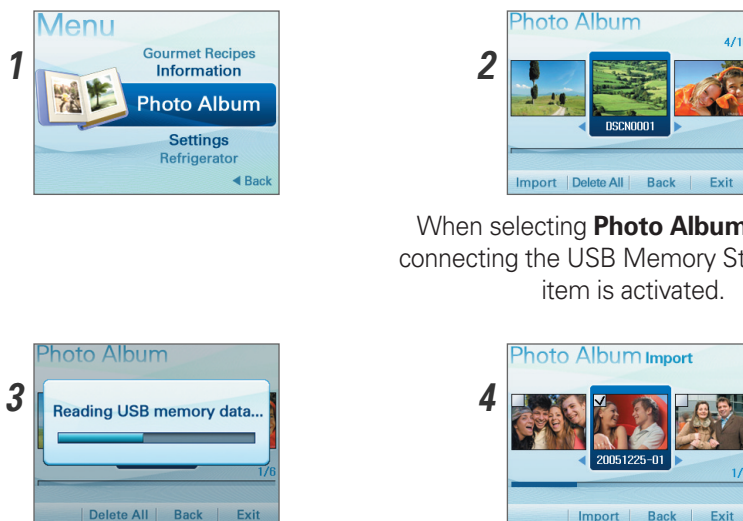 1
Menu
Gourmet Recipes
Information
Photo Album
Settings
Refrigerator
Back
2
Photo Album
4/1
DSCN0001
Import Delete All Back Exit
When selecting Photo Album
connecting the USB Memory St
item is activated.
3
Photo Album
Reading USB memory data...
1/6
Delete All Back Exit
4
Photo Album Import
20051225-01
1/
Import Back Exit